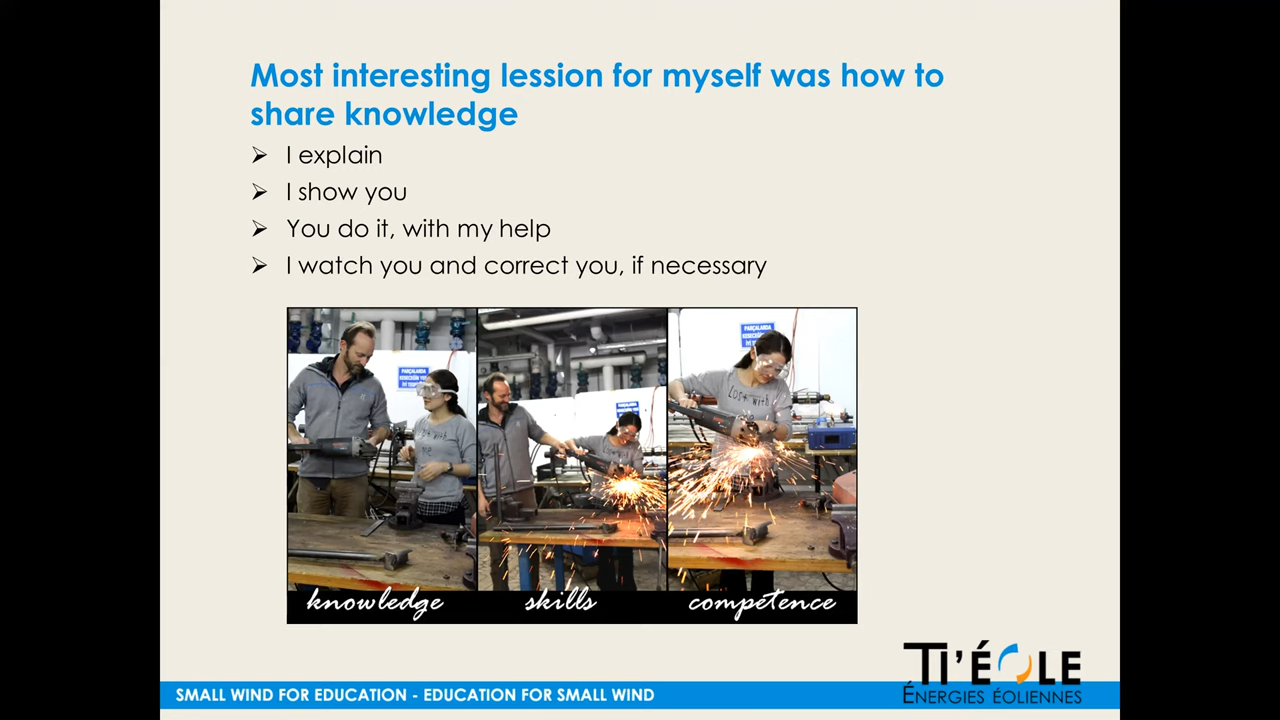 Most interesting lession for myself was how to
share knowledge
I explain
I show you
You do it, with my help
I watch you and correct you, if necessary
PARÇALARDA
knowledge
skills
competence
TI'ÉOLE
ÉNERGIES ÉOLIENNES
SMALL WIND FOR EDUCATION - EDUCATION FOR SMALL WIND